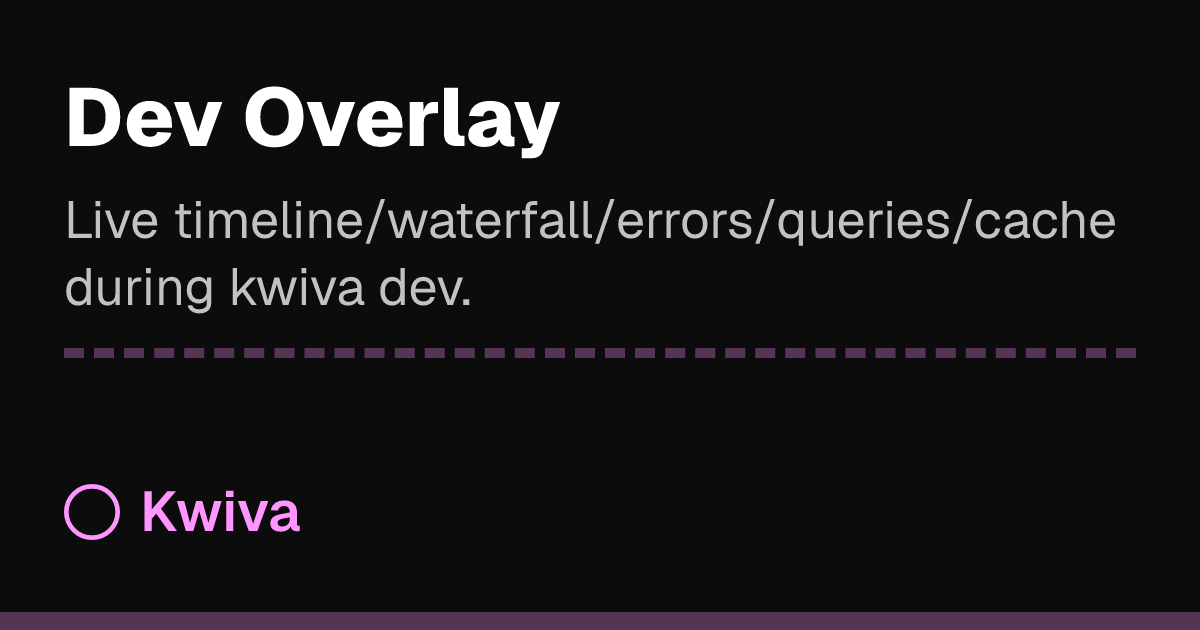 Dev Overlay
Live timeline/waterfall/errors/queries/cache
during kwiva dev.
Kwiva